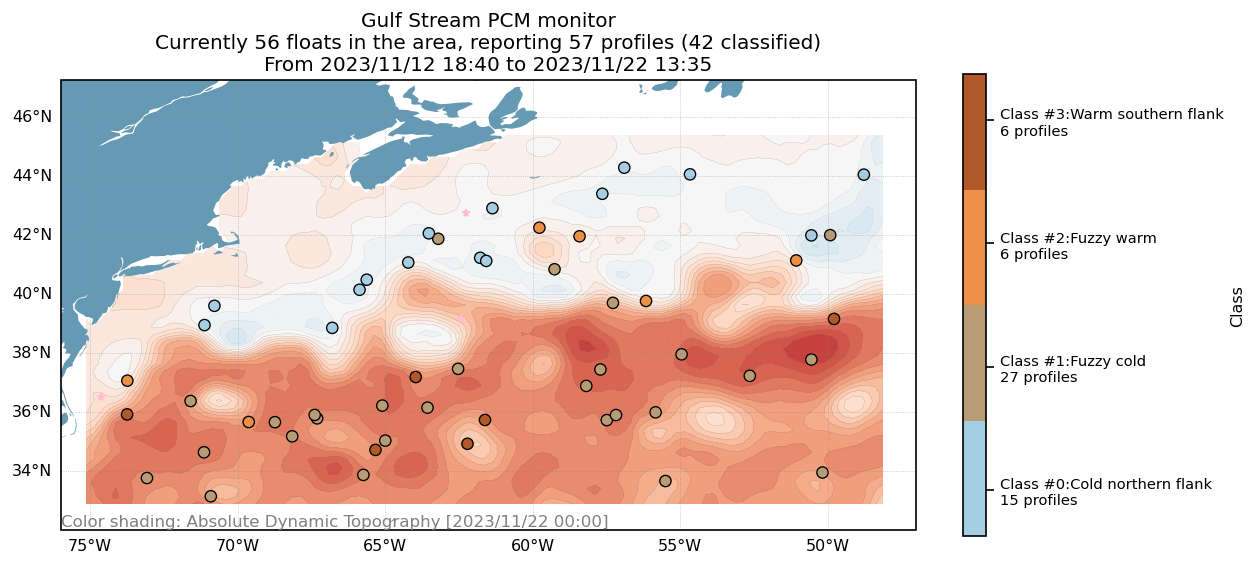 Gulf Stream PCM monitor
Currently 56 floats in the area, reporting 57 profiles (42 classified)
From 2023/11/12 18:40 to 2023/11/22 13:35
46°N
44°N
42°N
40°N
38°N
36°N
34°N
Color shading: Absolute Dynamic Topography [2023/11/22 00:00]
75°W
70°W
65°W
60°W
55°W
50°W
Class #3:Warm southern flank
6 profiles
Class #2:Fuzzy warm
6 profiles
Class #1:Fuzzy cold
27 profiles
Class #0:Cold northern flank
15 profiles
Class